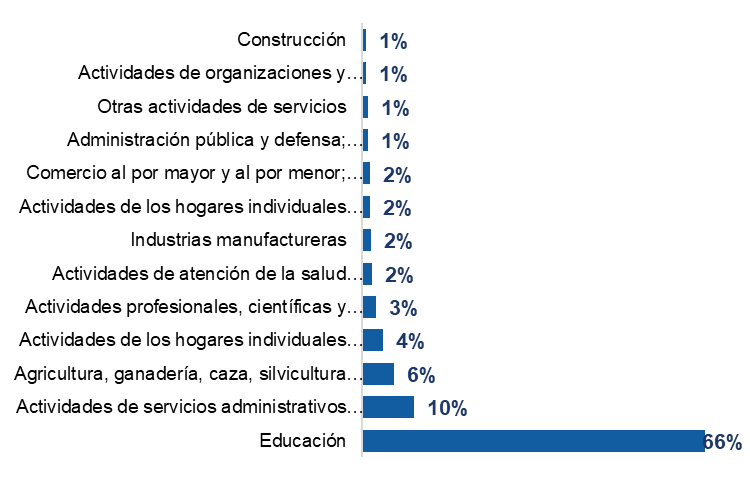 Construcción 1%
Actividades de organizaciones y… 1%
Otras actividades de servicios 1%
Administración pública y defensa;… 1%
Comercio al por mayor y al por menor;… 2%
Actividades de los hogares individuales… 2%
Industrias manufactureras 2%
Actividades de atención de la salud… 2%
Actividades profesionales, científicas y… 3%
Actividades de los hogares individuales… 4%
Agricultura, ganadería, caza, silvicultura… 6%
Actividades de servicios administrativos… 10%
Educación 66%